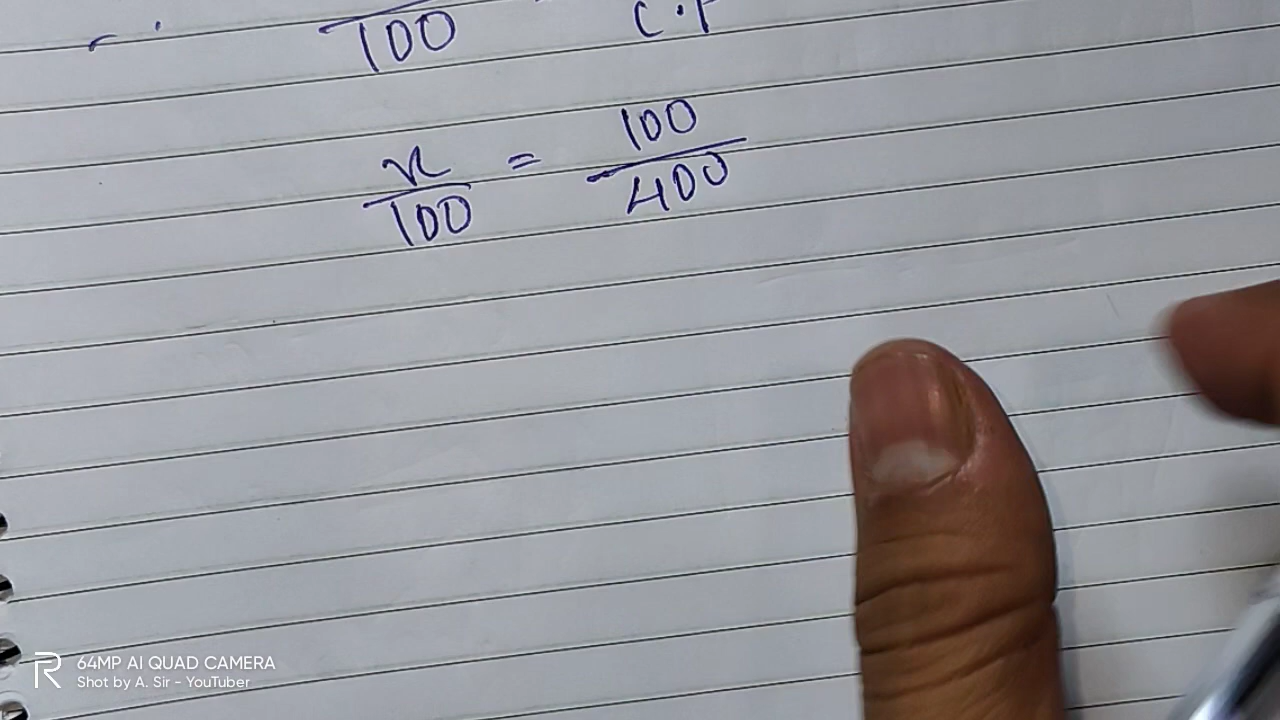 100 C.P
x/100 = 100/400
64MP AI QUAD CAMERA
Shot by A. Sir - YouTuber